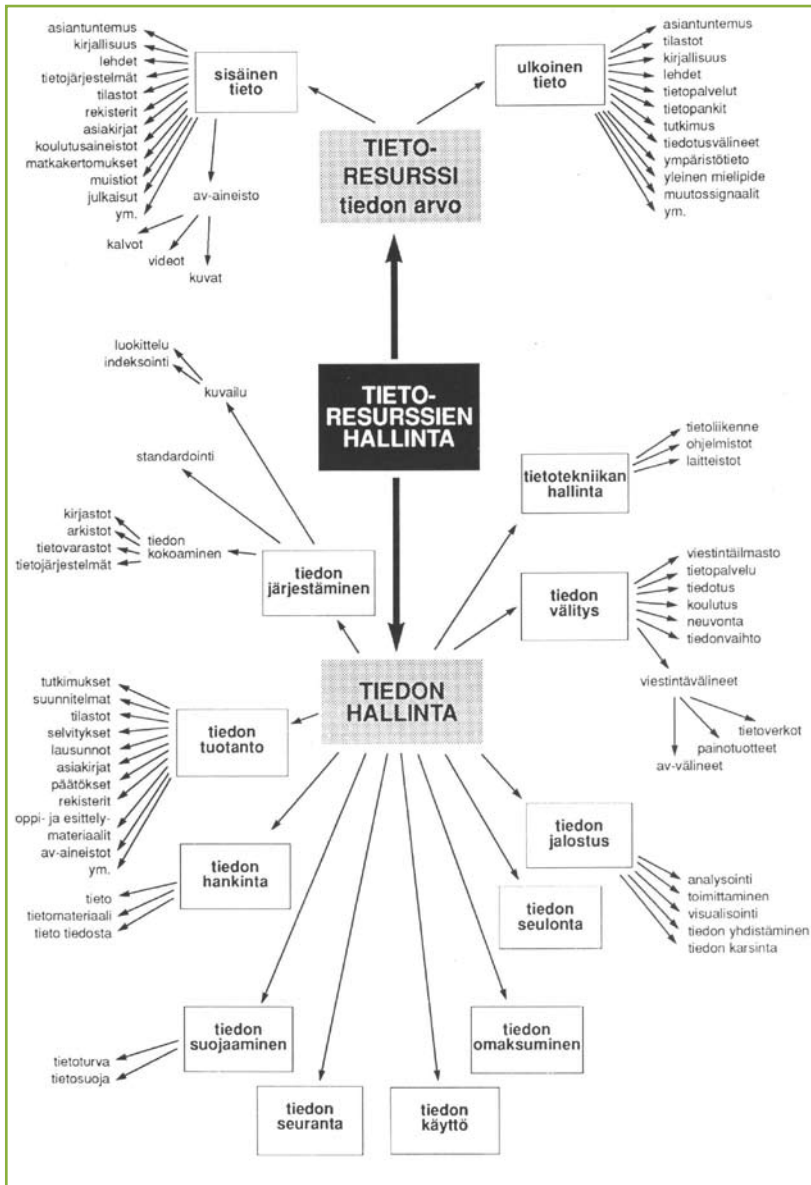 asiantuntemus
kirjallisuus
lehdet
tietojärjestelmät
tilastot
rekisterit
asiakirjat
koulutusaineistot
matkakertomukset
muistiot
julkaisut
ym.
sisäinen
tieto
av-aineisto
kalvot
videot
kuvat
TIETO-
RESURSSI
tiedon arvo
ulkoinen
tieto
asiantuntemus
tilastot
kirjallisuus
lehdet
tietopalvelut
tietopankit
tutkimus
tiedotusvälineet
ympäristötieto
yleinen mielipide
muutossignaalit
ym.
TIETO-
RESURSSIEN
HALLINTA
luokittelu
indeksointi
kuvailu
standardointi
kirjastot
arkistot
tietovarastot
tietojärjestelmät
tiedon
kokoaminen
tiedon
järjestäminen
tietotekniikan
hallinta
tietoliikenne
ohjelmistot
laitteistot
tiedon
välitys
viestintäilmasto
tietopalvelu
tiedotus
koulutus
neuvonta
tiedonvaihto
viestintävälineet
tietoverkot
painotuotteet
av-välineet
TIEDON
HALLINTA
tutkimukset
suunnitelmat
tilastot
selvitykset
lausunnot
asiakirjat
päätökset
rekisterit
oppi- ja esittely-
materiaalit
av-aineistot
ym.
tiedon
tuotanto
tiedon
hankinta
tieto
tietomateriaali
tieto tiedosta
tiedon
jalostus
analysointi
toimittaminen
visualisointi
tiedon yhdistäminen
tiedon karsinta
tiedon
seulonta
tiedon
suojaaminen
tietoturva
tietosuoja
tiedon
omaksuminen
tiedon
seuranta
tiedon
käyttö